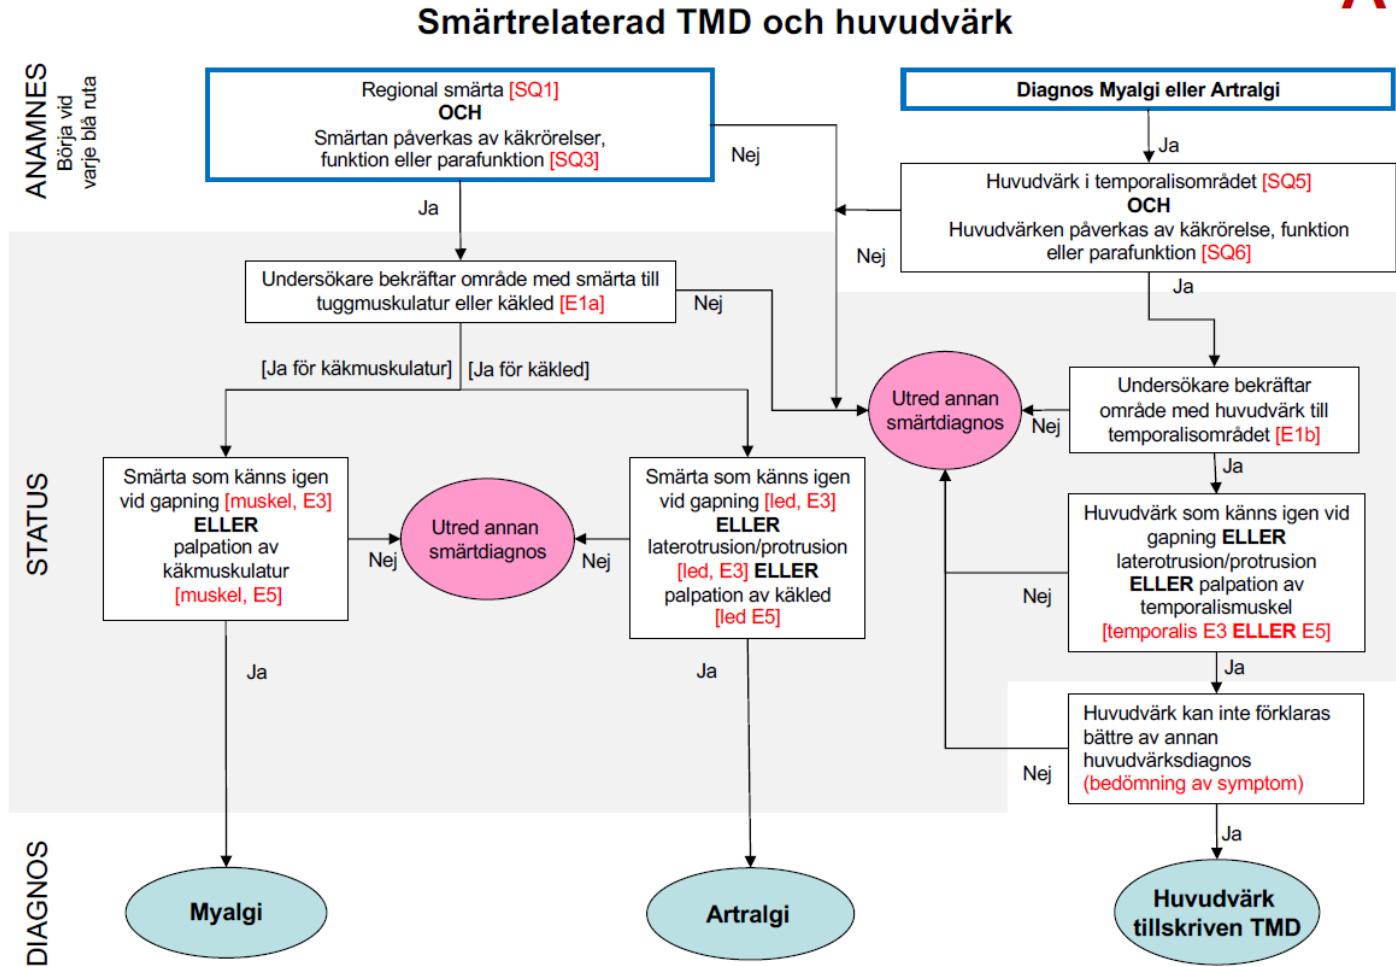 Smärtrelaterad TMD och huvudvärk
ANAMNES
Börja vid
varje blå ruta
Regional smärta [SQ1]
OCH
Smärtan påverkas av käkrörelser,
funktion eller parafunktion [SQ3]
Nej
Ja
Diagnos Myalgi eller Artralgi
Ja
Huvudvärk i temporalisområdet [SQ5]
OCH
Huvudvärken påverkas av käkrörelse, funktion
eller parafunktion [SQ6]
Nej
Ja
STATUS
Undersökare bekräftar område med smärta till
tuggmuskulatur eller käkled [E1a]
Nej
[Ja för käkmuskulatur]
[Ja för käkled]
Utred annan
smärtdiagnos
Undersökare bekräftar
område med huvudvärk till
temporalisområdet [E1b]
Nej
Ja
Smärta som känns igen
vid gapning [muskel, E3]
ELLER
palpation av
käkmuskulatur
[muskel, E5]
Nej
Ja
Utred annan
smärtdiagnos
Smärta som känns igen
vid gapning [led, E3]
ELLER
laterotrusion/protrusion
[led, E3] ELLER
palpation av käkled
[led E5]
Nej
Ja
Huvudvärk som känns igen vid
gapning ELLER
laterotrusion/protrusion
ELLER palpation av
temporalismuskel
[temporalis E3 ELLER E5]
Nej
Ja
Huvudvärk kan inte förklaras
bättre av annan
huvudvärksdiagnos
(bedömning av symptom)
Nej
Ja
DIAGNOS
Myalgi
Artralgi
Huvudvärk
tillskriven TMD